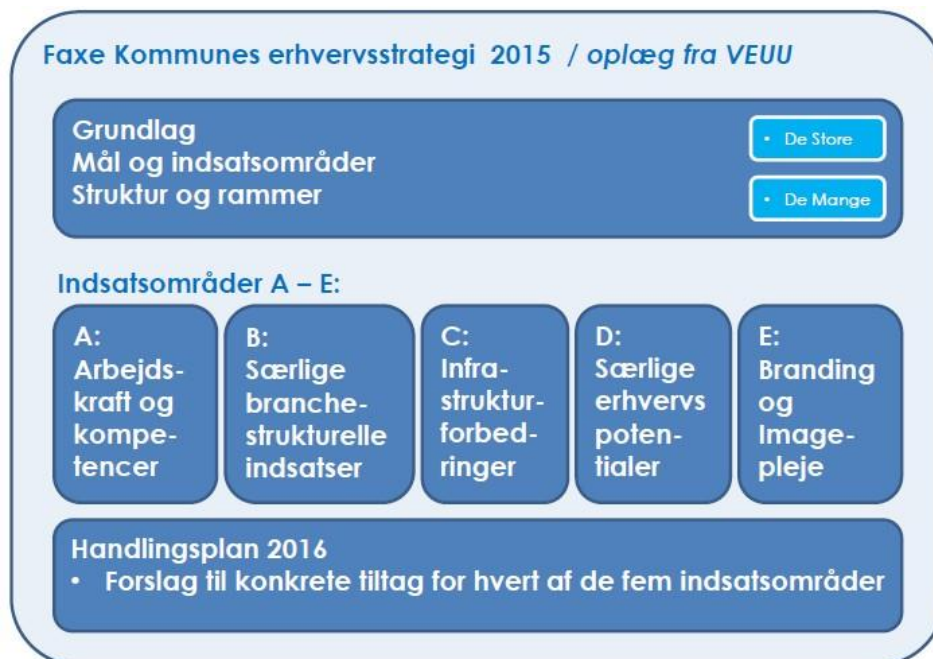 Faxe Kommunes erhvervsstrategi 2015 / oplæg fra VEUU
Grundlag
Mål og indsatsområder
Struktur og rammer
• De Store
• De Mange
Indsatsområder A – E:
A:
Arbejds-
kraft og
kompe-
tencer
B:
Særlige
branche-
strukturelle
indsatser
C:
Infra-
struktur-
forbed-
ringer
D:
Særlige
erhvervs
poten-
tialer
E:
Branding
og
Image-
pleje
Handlingsplan 2016
• Forslag til konkrete tiltag for hvert af de fem indsatsområder